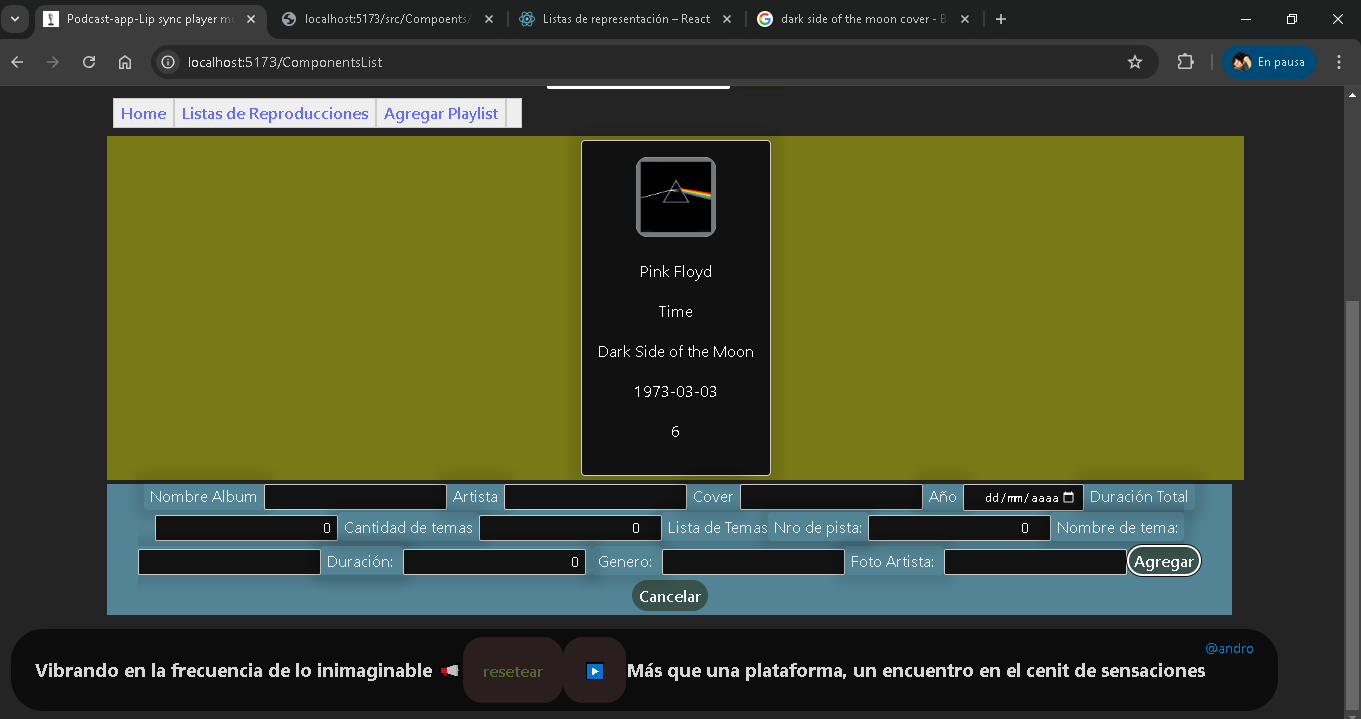 Podcast-app-Lip sync player mu
localhost:5173/src/Compoents/
Listas de representación – React
dark side of the moon cover - B
localhost:5173/ComponentsList
En pausa
Home Listas de Reproducciones Agregar Playlist
Pink Floyd
Time
Dark Side of the Moon
1973-03-03
6
Nombre Album Artista Cover Año dd/mm/aaaa Duración Total
0 Cantidad de temas 0 Lista de Temas Nro de pista: 0 Nombre de tema:
Duración: 0 Genero: Foto Artista: Agregar
Cancelar
@andro
Vibrando en la frecuencia de lo inimaginable resetear Más que una plataforma, un encuentro en el cenit de sensaciones